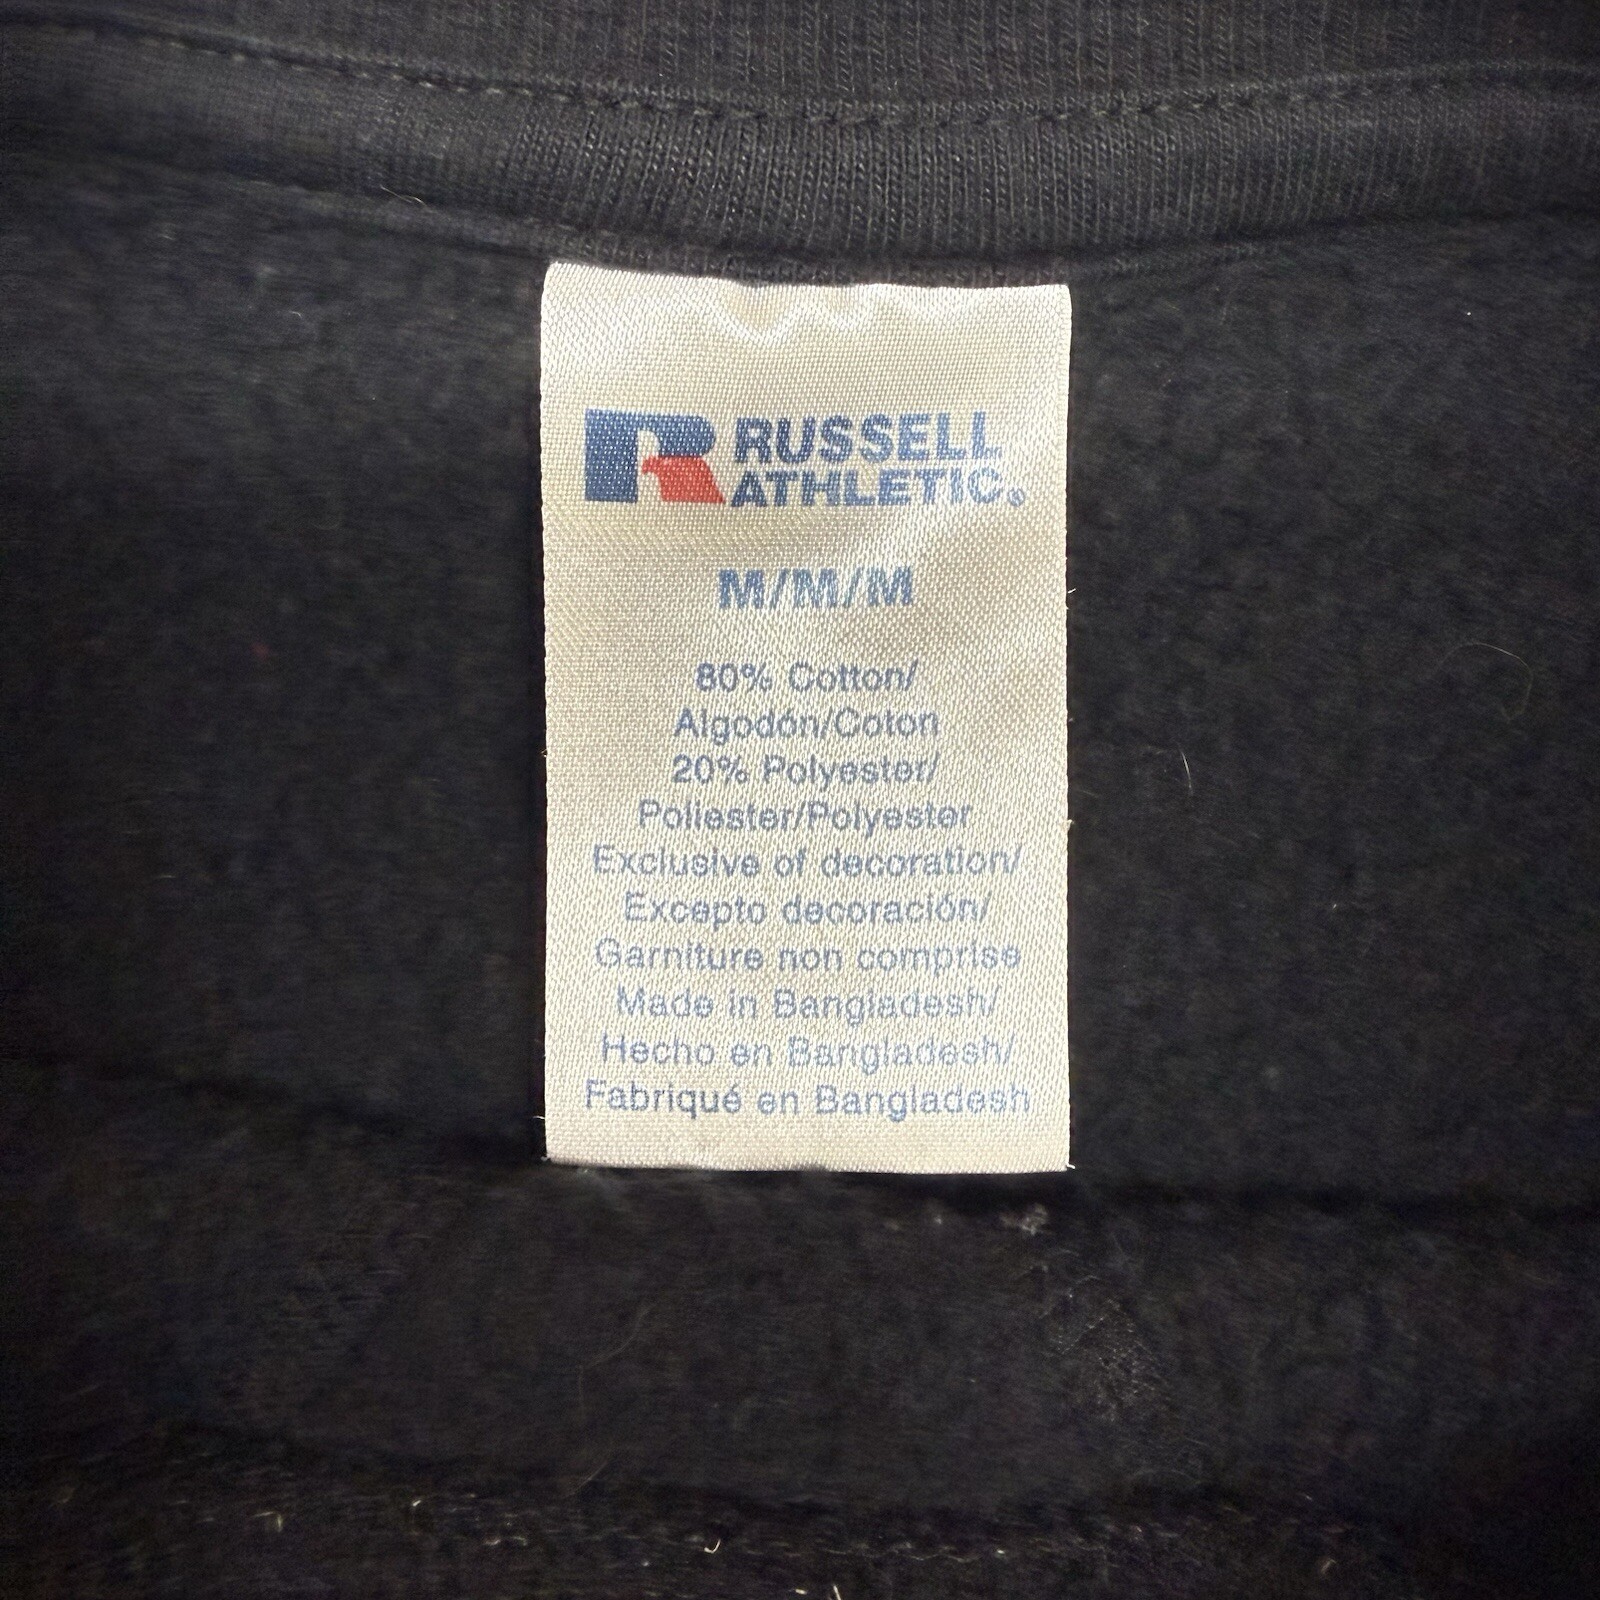 RUSSELL
ATHLETIC®
M/M/M
80% Cotton/
Algodón/Coton
20% Polyester/
Poliester/Polyester
Exclusive of decoration/
Excepto decoración/
Garniture non comprise
Made in Bangladesh/
Hecho en Bangladesh/
Fabriqué en Bangladesh